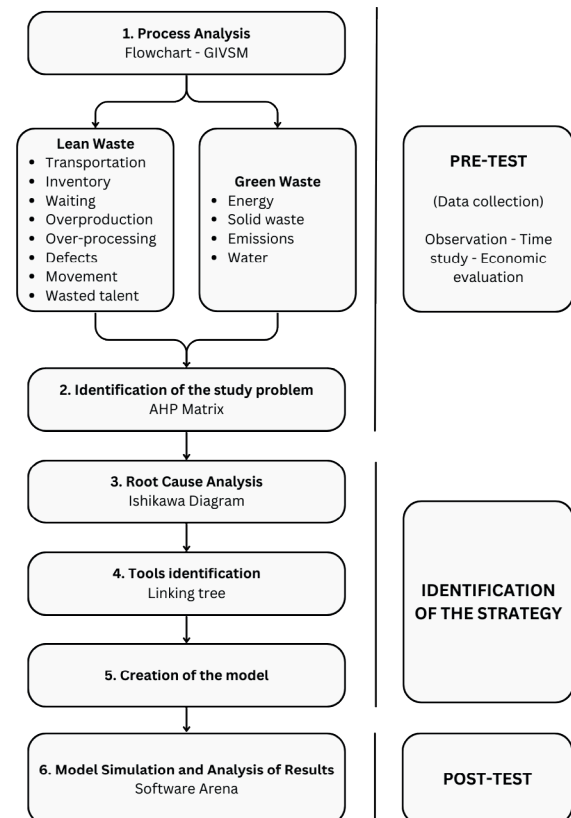 1. Process Analysis
Flowchart - GIVSM
Lean Waste
• Transportation
• Inventory
• Waiting
• Overproduction
• Over-processing
• Defects
• Movement
• Wasted talent
Green Waste
• Energy
• Solid waste
• Emissions
• Water
PRE-TEST
(Data collection)
Observation - Time
study - Economic
evaluation
2. Identification of the study problem
AHP Matrix
3. Root Cause Analysis
Ishikawa Diagram
4. Tools identification
Linking tree
5. Creation of the model
IDENTIFICATION
OF THE STRATEGY
6. Model Simulation and Analysis of Results
Software Arena
POST-TEST